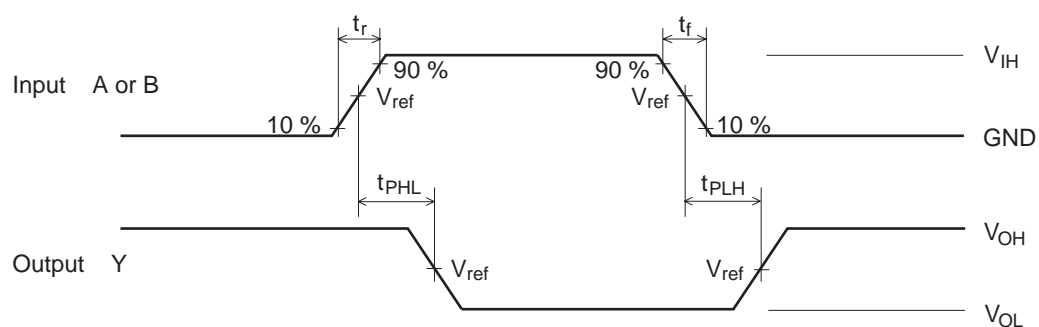 tr tf
VIH
90 % 90 %
Input A or B
Vref Vref
10 % 10 %
GND
tPHL tPLH
VOH
Output Y
Vref Vref
VOL